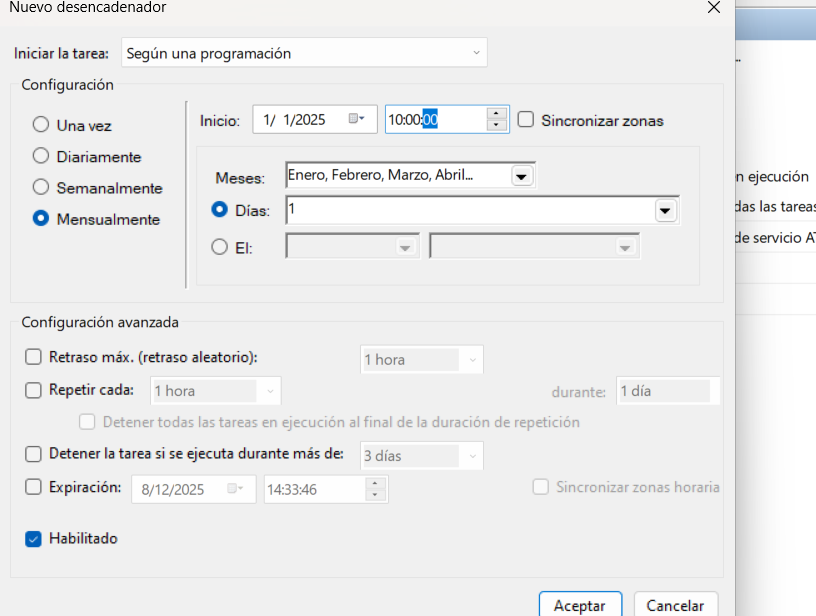 Nuevo desencadenador
Iniciar la tarea: Según una programación
Configuración
Una vez
Diariamente
Semanalmente
Mensualmente
Inicio: 1/ 1/2025 10:00:00 Sincronizar zonas
Meses: Enero, Febrero, Marzo, Abril...
Días: 1
El:
Configuración avanzada
Retraso máx. (retraso aleatorio): 1 hora
Repetir cada: 1 hora durante: 1 día
Detener todas las tareas en ejecución al final de la duración de repetición
Detener la tarea si se ejecuta durante más de: 3 días
Expiración: 8/12/2025 14:33:46 Sincronizar zonas horaria
Habilitado
Aceptar Cancelar
n ejecución
das las tareas
de servicio AT